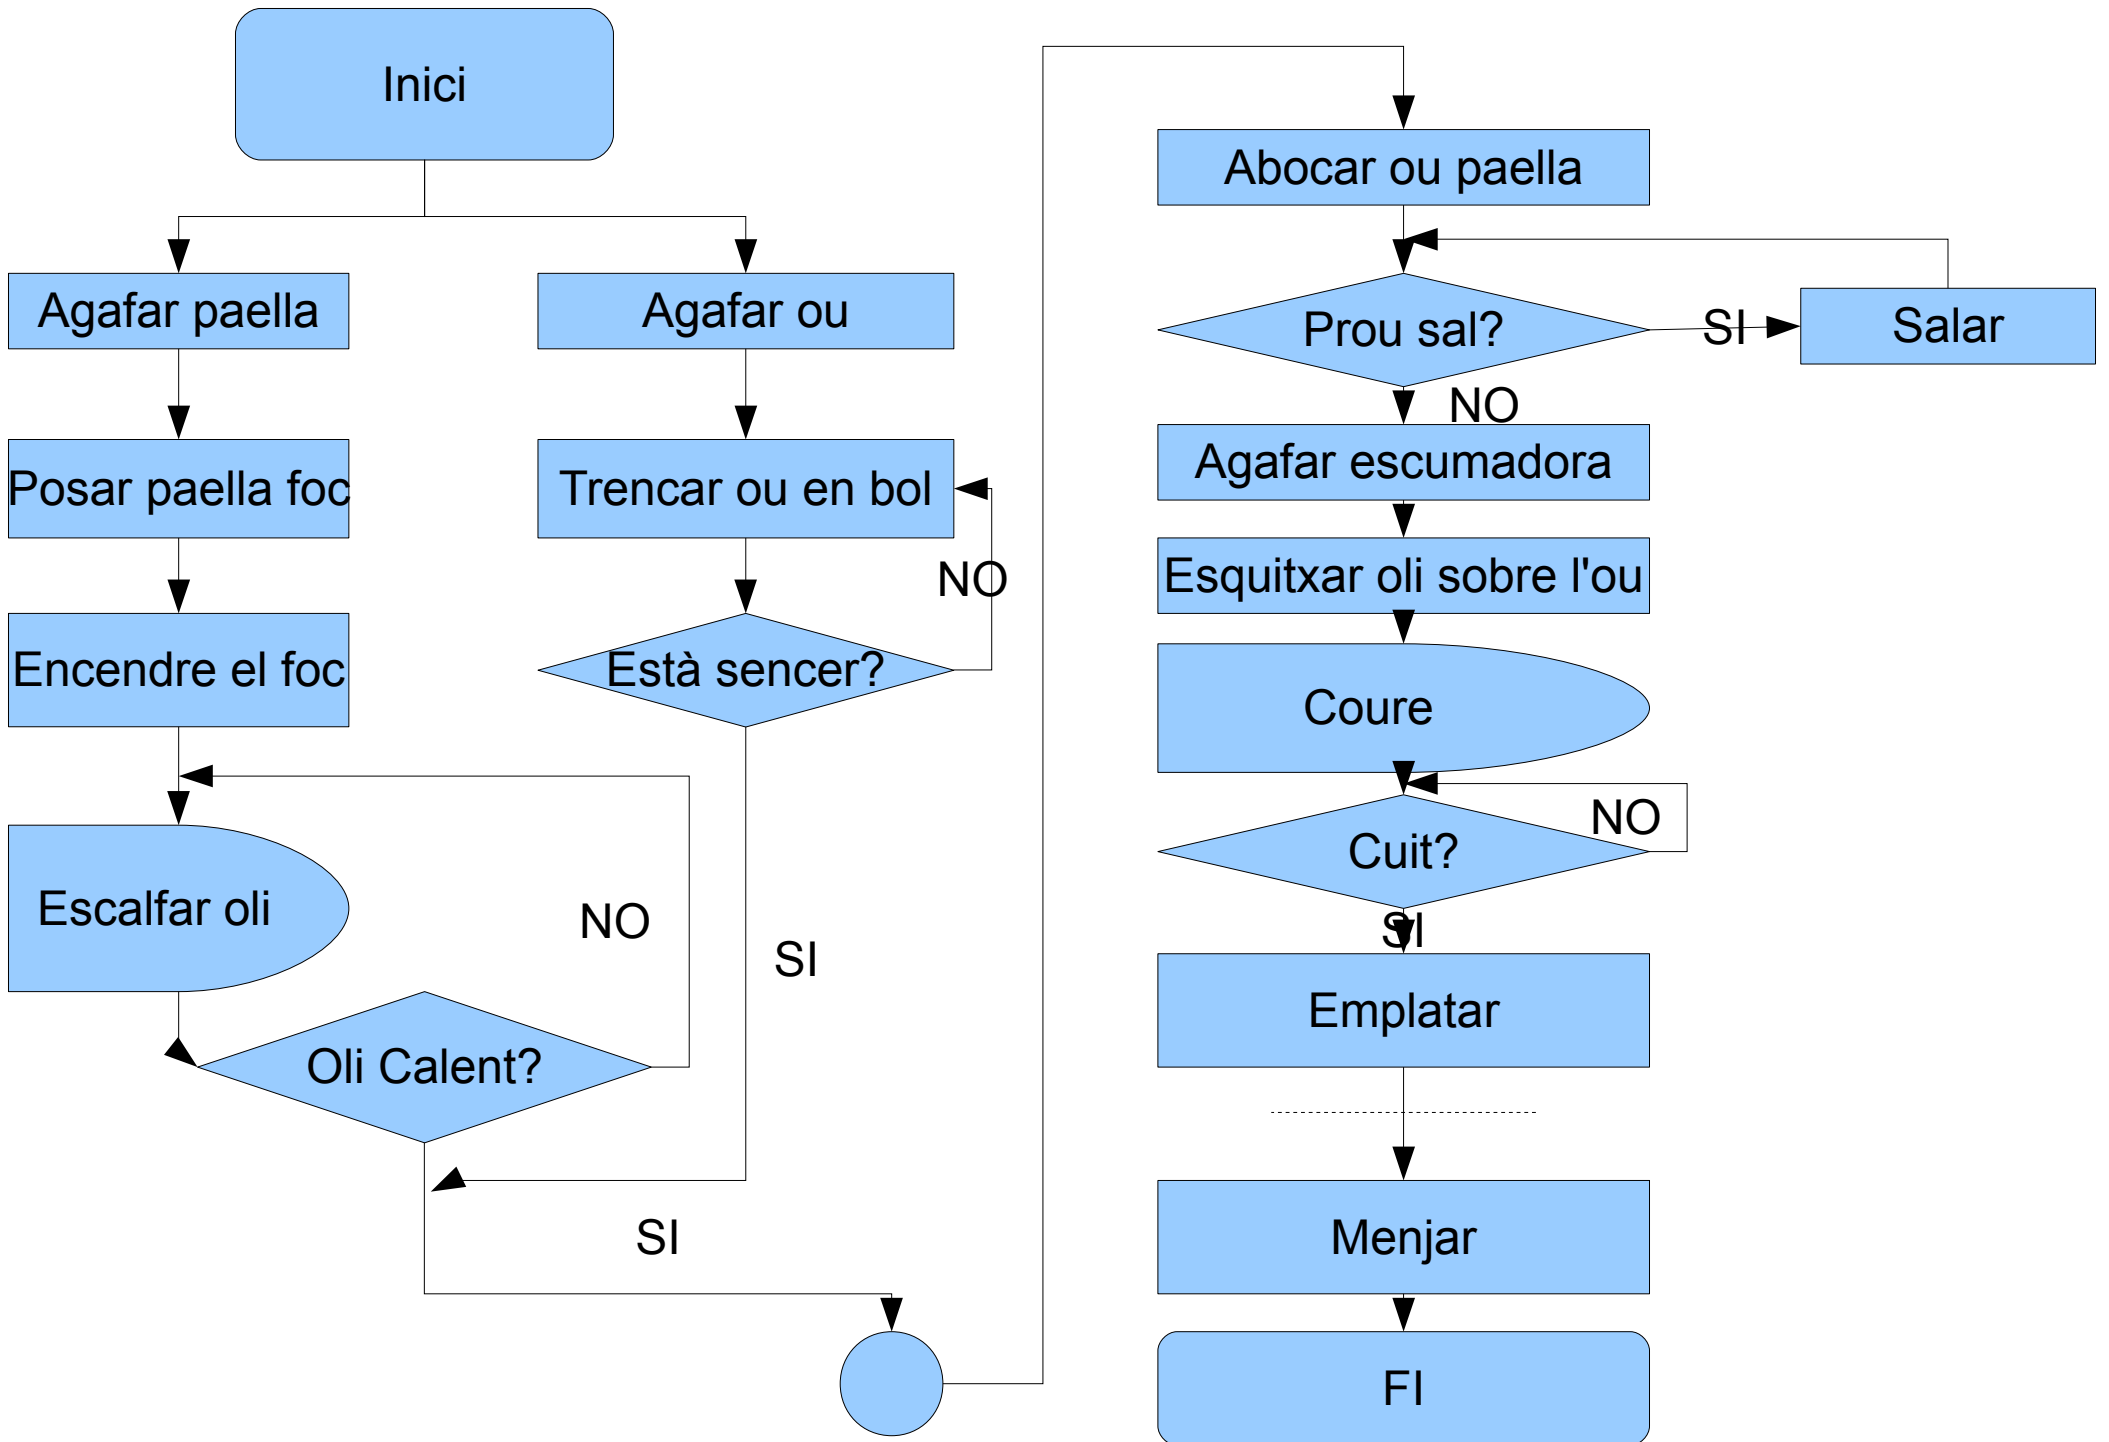 Inici
Agafar paella
Agafar ou
Posar paella foc
Trencar ou en bol
NO
Encendre el foc
Està sencer?
Escalfar oli
NO
SI
Oli Calent?
SI
Abocar ou paella
Prou sal?
SI
Salar
NO
Agafar escumadora
Esquitxar oli sobre l'ou
Coure
NO
Cuit?
SI
Emplatar
Menjar
FI